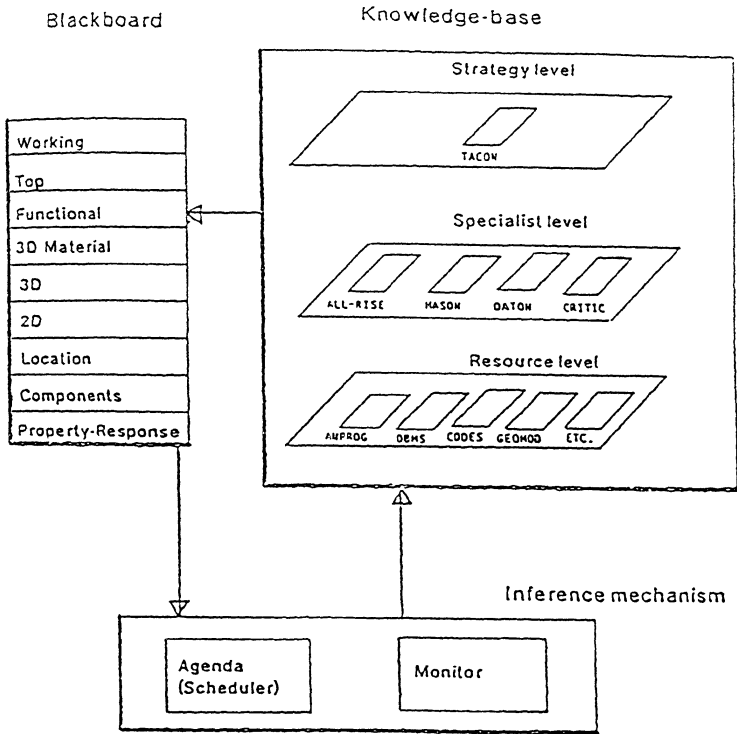 Blackboard
Knowledge-base
Working
Top
Functional
3D Material
3D
2D
Location
Components
Property-Response
Strategy level
TACON
Specialist level
ALL-RISE MASON DATON CRITIC
Resource level
ANPROG DBMS CODES GEOMOD ETC.
Inference mechanism
Agenda
(Scheduler)
Monitor